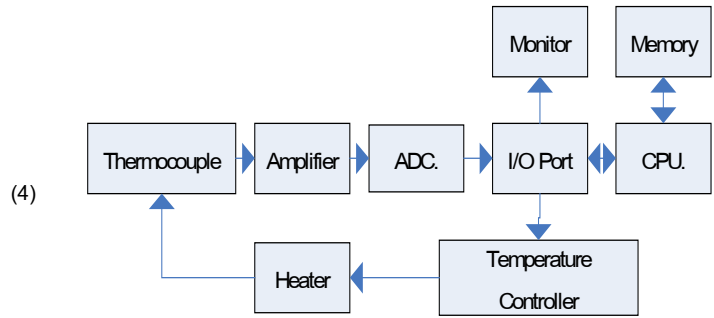 Monitor
Memory
Thermocouple
Amplifier
ADC.
I/O Port
CPU.
(4)
Heater
Temperature
Controller